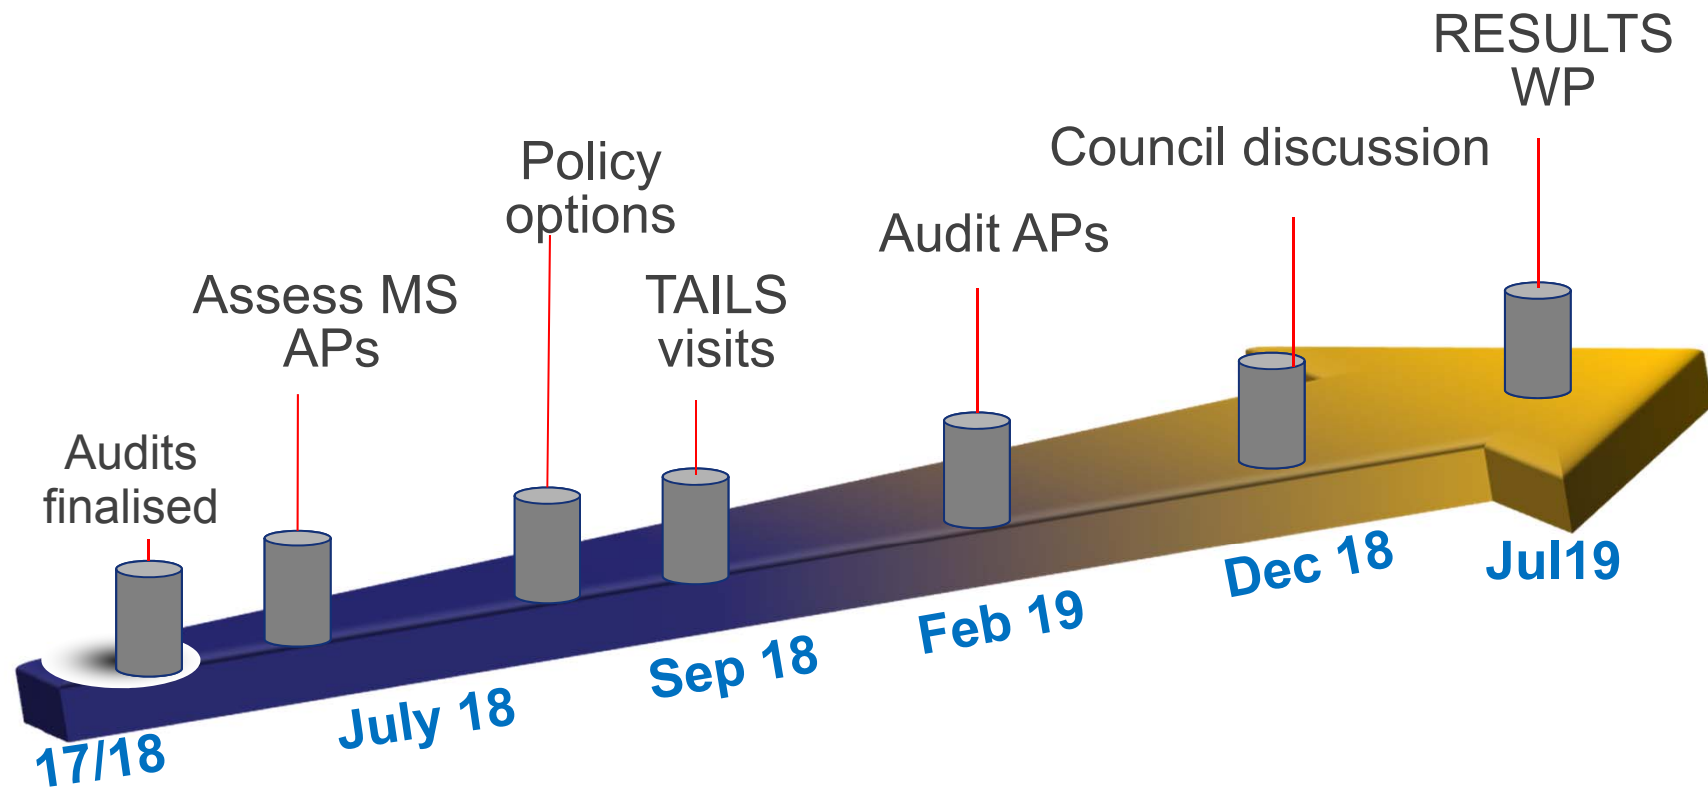 RESULTS
WP
Council discussion
Policy
options
Audit APs
Assess MS
APs
TAILS
visits
Audits
finalised
17/18
July 18
Sep 18
Feb 19
Dec 18
Jul19